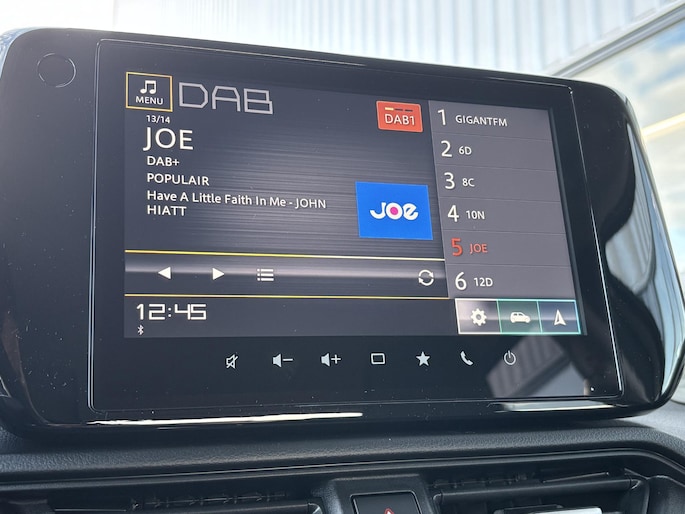 MENU
DAB
DAB1
13/14
JOE
DAB+
POPULAIR
Have A Little Faith In Me - JOHN
HIATT
JOE
1 GIGANTFM
2 6D
3 8C
4 10N
5 JOE
6 12D
12:45